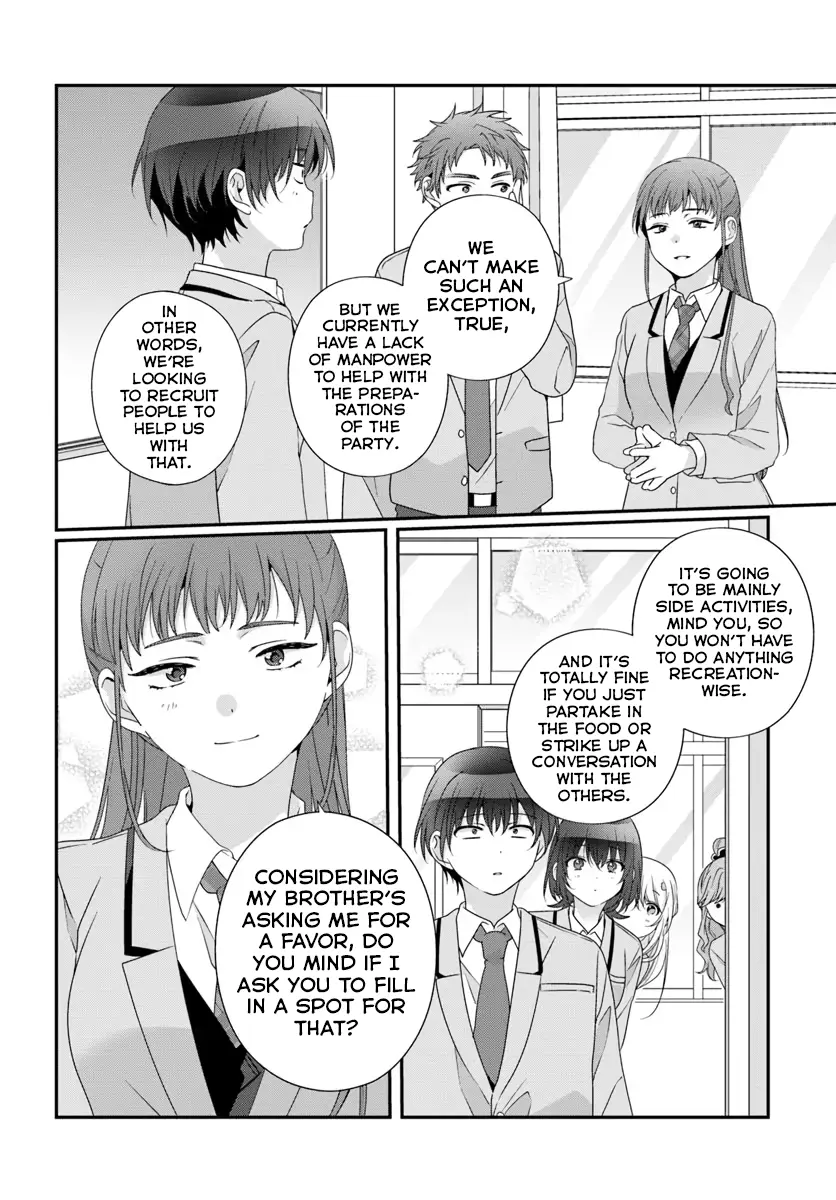 WE
CAN'T MAKE
SUCH AN
EXCEPTION,
TRUE,
BUT WE
CURRENTLY
HAVE A LACK
OF MANPOWER
TO HELP WITH
THE PREPA-
RATIONS
OF THE
PARTY.
IN
OTHER
WORDS,
WE'RE
LOOKING
TO RECRUIT
PEOPLE TO
HELP US
WITH
THAT.
IT'S GOING
TO BE MAINLY
SIDE ACTIVITIES,
MIND YOU, SO
YOU WON'T HAVE
TO DO ANYTHING
RECREATION-
WISE.
AND IT'S
TOTALLY FINE
IF YOU JUST
PARTAKE IN
THE FOOD OR
STRIKE UP A
CONVERSATION
WITH THE
OTHERS.
CONSIDERING
MY BROTHER'S
ASKING ME FOR
A FAVOR, DO
YOU MIND IF I
ASK YOU TO FILL
IN A SPOT FOR
THAT?